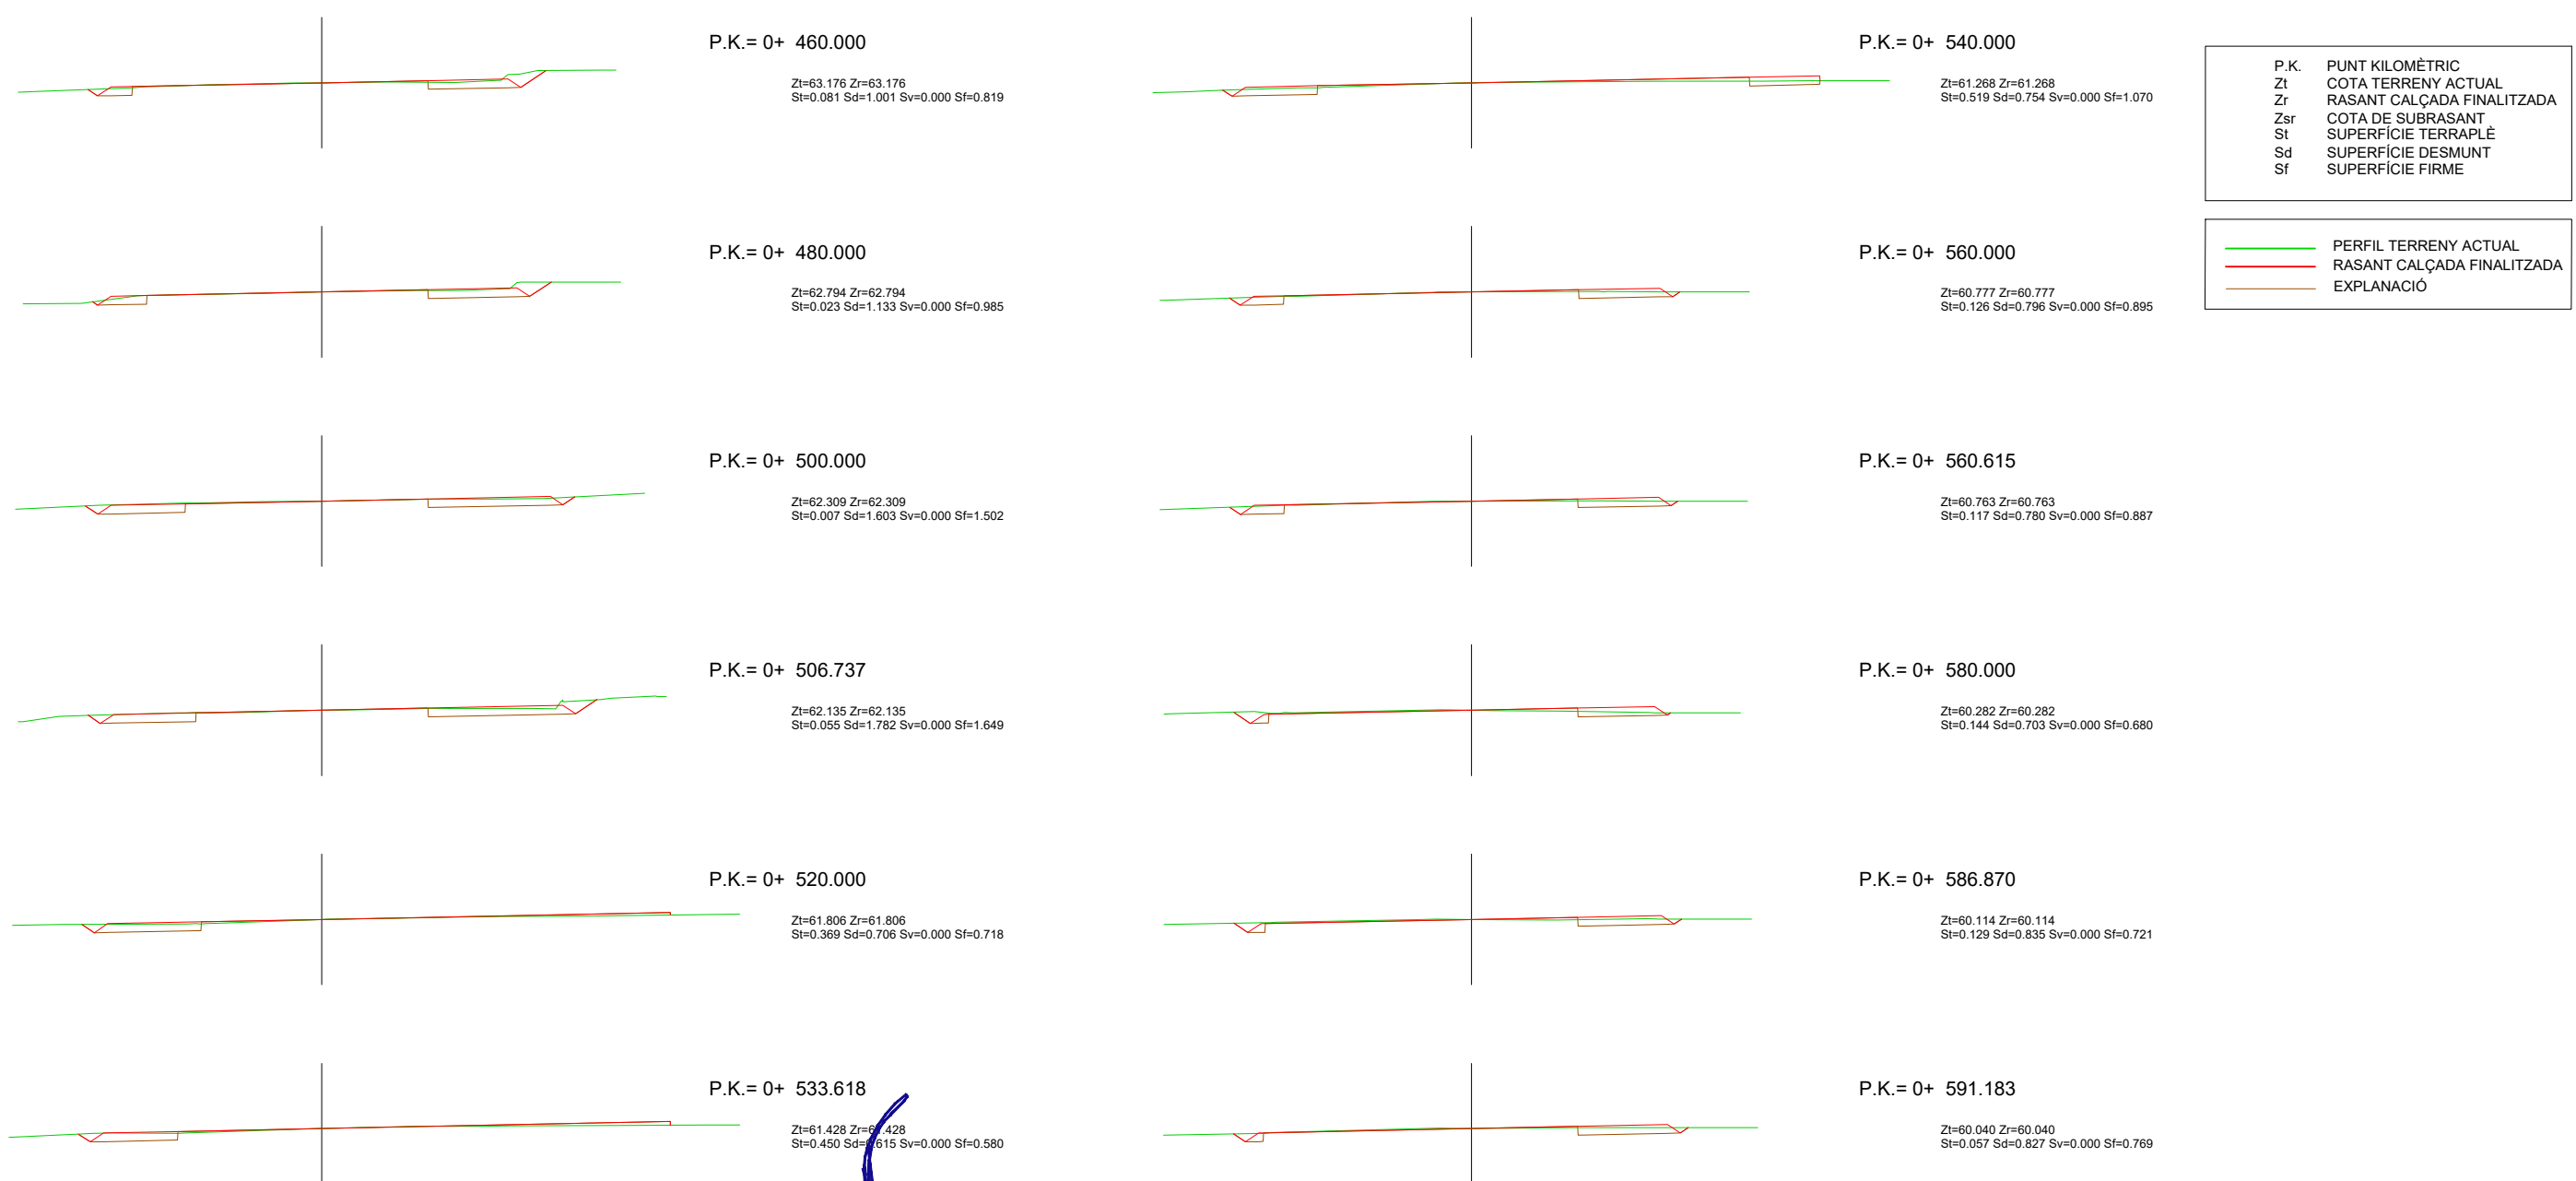 P.K.= 0+ 460.000
Zt=63.176 Zr=63.176
St=0.081 Sd=1.001 Sv=0.000 Sf=0.819
P.K.= 0+ 480.000
Zt=62.794 Zr=62.794
St=0.023 Sd=1.133 Sv=0.000 Sf=0.985
P.K.= 0+ 500.000
Zt=62.309 Zr=62.309
St=0.007 Sd=1.603 Sv=0.000 Sf=1.502
P.K.= 0+ 506.737
Zt=62.135 Zr=62.135
St=0.055 Sd=1.782 Sv=0.000 Sf=1.649
P.K.= 0+ 520.000
Zt=61.806 Zr=61.806
St=0.369 Sd=0.706 Sv=0.000 Sf=0.718
P.K.= 0+ 533.618
Zt=61.428 Zr=61.428
St=0.450 Sd=0.615 Sv=0.000 Sf=0.580
P.K.= 0+ 540.000
Zt=61.268 Zr=61.268
St=0.519 Sd=0.754 Sv=0.000 Sf=1.070
P.K.= 0+ 560.000
Zt=60.777 Zr=60.777
St=0.126 Sd=0.796 Sv=0.000 Sf=0.895
P.K.= 0+ 560.615
Zt=60.763 Zr=60.763
St=0.117 Sd=0.780 Sv=0.000 Sf=0.887
P.K.= 0+ 580.000
Zt=60.282 Zr=60.282
St=0.144 Sd=0.703 Sv=0.000 Sf=0.680
P.K.= 0+ 586.870
Zt=60.114 Zr=60.114
St=0.129 Sd=0.835 Sv=0.000 Sf=0.721
P.K.= 0+ 591.183
Zt=60.040 Zr=60.040
St=0.057 Sd=0.827 Sv=0.000 Sf=0.769
P.K. PUNT KILOMÈTRIC
Zt COTA TERRENY ACTUAL
Zr RASANT CALÇADA FINALITZADA
Zsr COTA DE SUBRASANT
St SUPERFÍCIE TERRAPLÈ
Sd SUPERFÍCIE DESMUNT
Sf SUPERFÍCIE FIRME
PERFIL TERRENY ACTUAL
RASANT CALÇADA FINALITZADA
EXPLANACIÓ